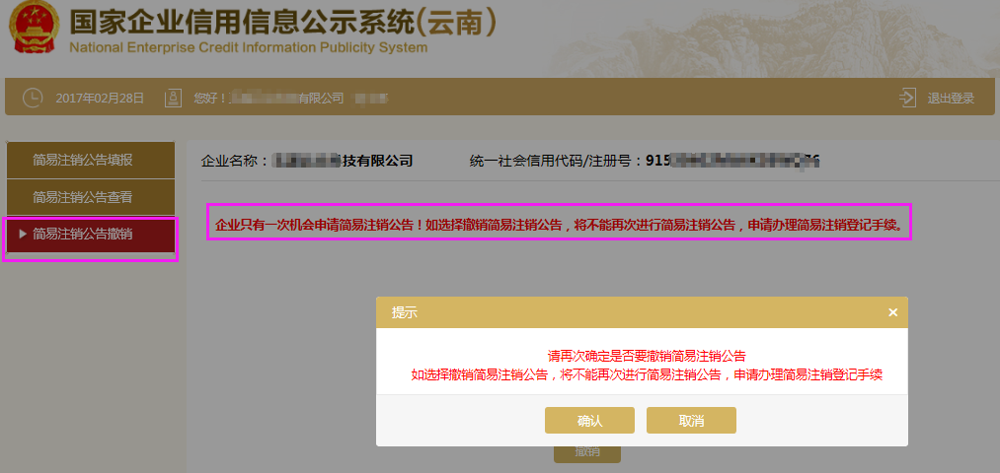 国家企业信用信息公示系统(云南)
National Enterprise Credit Information Publicity System
2017年02月28日 您好！ 有限公司 退出登录
简易注销公告填报
企业名称： 技有限公司 统一社会信用代码/注册号：915
简易注销公告查看
企业只有一次机会申请简易注销公告！如选择撤销简易注销公告，将不能再次进行简易注销公告，申请办理简易注销登记手续。
简易注销公告撤销
提示 ×
请再次确定是否要撤销简易注销公告
如选择撤销简易注销公告，将不能再次进行简易注销公告，申请办理简易注销登记手续
确认 取消
撤销